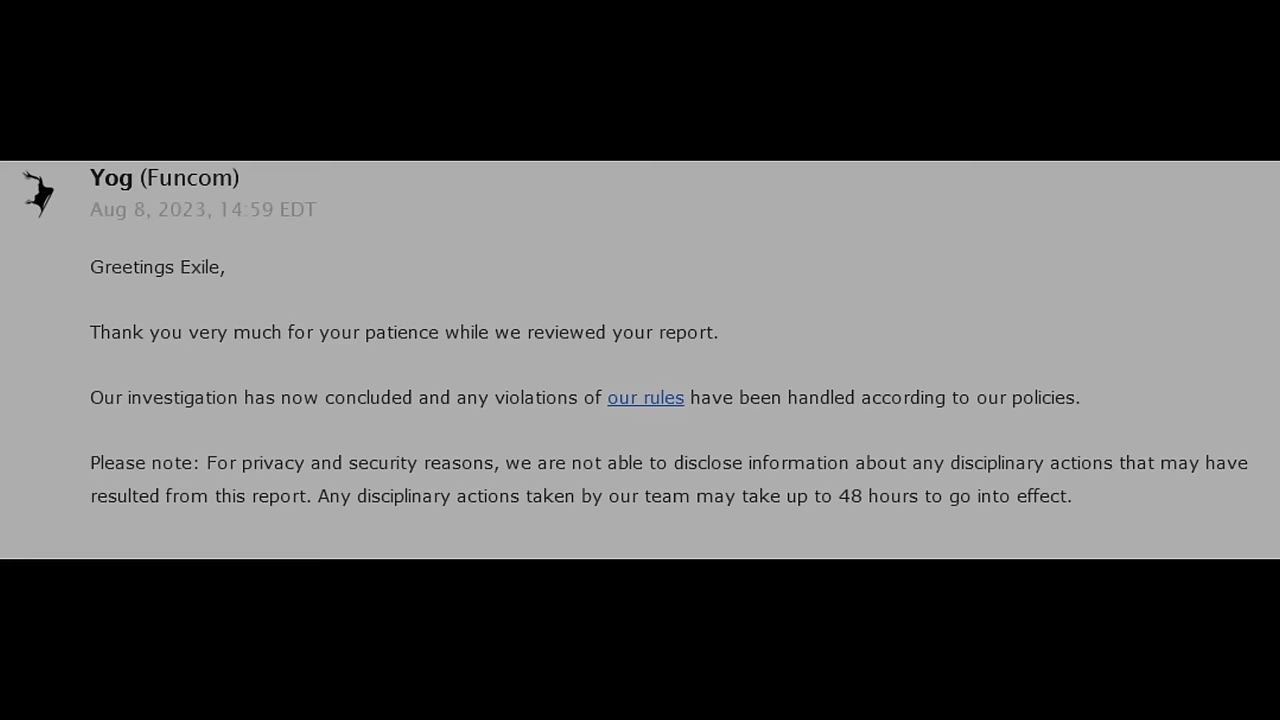 Yog (Funcom)
Aug 8, 2023, 14:59 EDT
Greetings Exile,
Thank you very much for your patience while we reviewed your report.
Our investigation has now concluded and any violations of our rules have been handled according to our policies.
Please note: For privacy and security reasons, we are not able to disclose information about any disciplinary actions that may have
resulted from this report. Any disciplinary actions taken by our team may take up to 48 hours to go into effect.